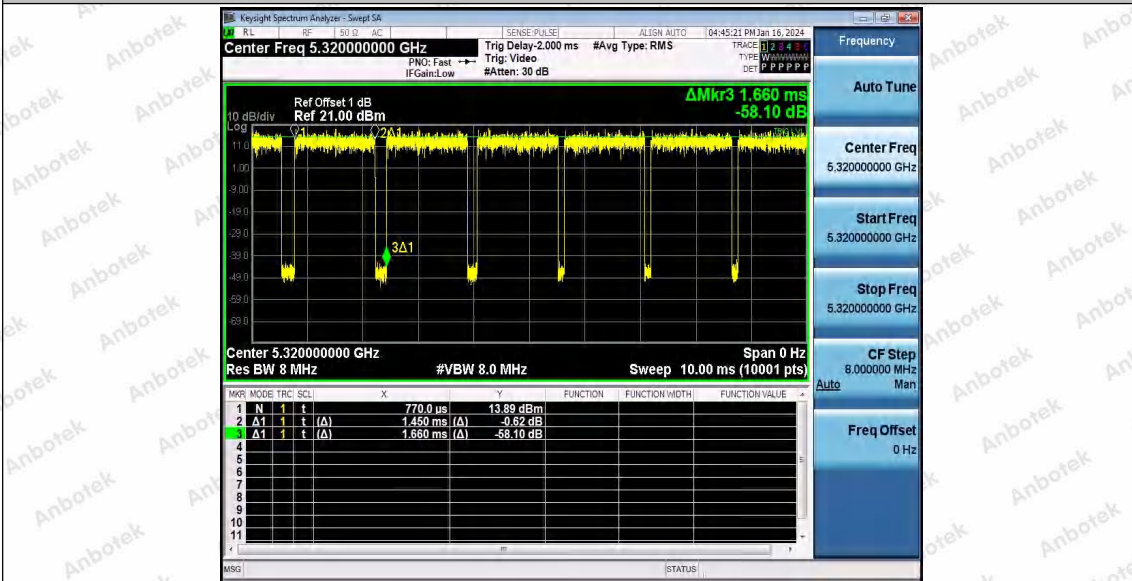 Keysight Spectrum Analyzer - Swept SA
RL RF 50 Ω AC SENSE:PULSE ALIGN AUTO 04:45:21 PM Jan 16, 2024
Center Freq 5.320000000 GHz
PNO: Fast
IFGain:Low
Trig Delay-2.000 ms
Trig: Video
#Atten: 30 dB
#Avg Type: RMS
TRACE 1 2 3 4 5 6
TYPE W
DET P P P P P P
ΔMkr3 1.660 ms
-58.10 dB
Ref Offset 1 dB
10 dB/div Ref 21.00 dBm
Log
1
2Δ1
11.0
1.00
-9.00
-19.0
-29.0
3Δ1
-39.0
-49.0
-59.0
-69.0
Center 5.320000000 GHz Span 0 Hz
Res BW 8 MHz #VBW 8.0 MHz Sweep 10.00 ms (10001 pts)
MKR MODE TRC SCL X Y FUNCTION FUNCTION WIDTH FUNCTION VALUE
1 N 1 t 770.0 µs 13.89 dBm
2 Δ1 1 t (Δ) 1.450 ms (Δ) -0.62 dB
3 Δ1 1 t (Δ) 1.660 ms (Δ) -58.10 dB
4
5
6
7
8
9
10
11
MSG STATUS
Frequency
Auto Tune
Center Freq
5.320000000 GHz
Start Freq
5.320000000 GHz
Stop Freq
5.320000000 GHz
CF Step
8.000000 MHz
Auto Man
Freq Offset
0 Hz
Anbotek